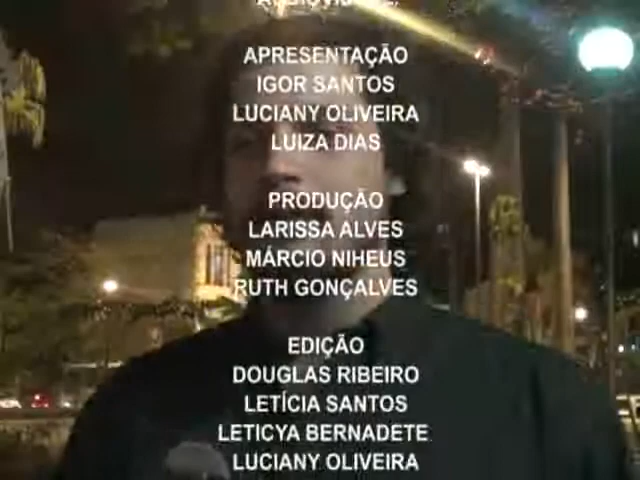 AUDIOVISUAL,
APRESENTAÇÃO
IGOR SANTOS
LUCIANY OLIVEIRA
LUIZA DIAS
PRODUÇÃO
LARISSA ALVES
MÁRCIO NIHEUS
RUTH GONÇALVES
EDIÇÃO
DOUGLAS RIBEIRO
LETÍCIA SANTOS
LETICYA BERNADETE
LUCIANY OLIVEIRA